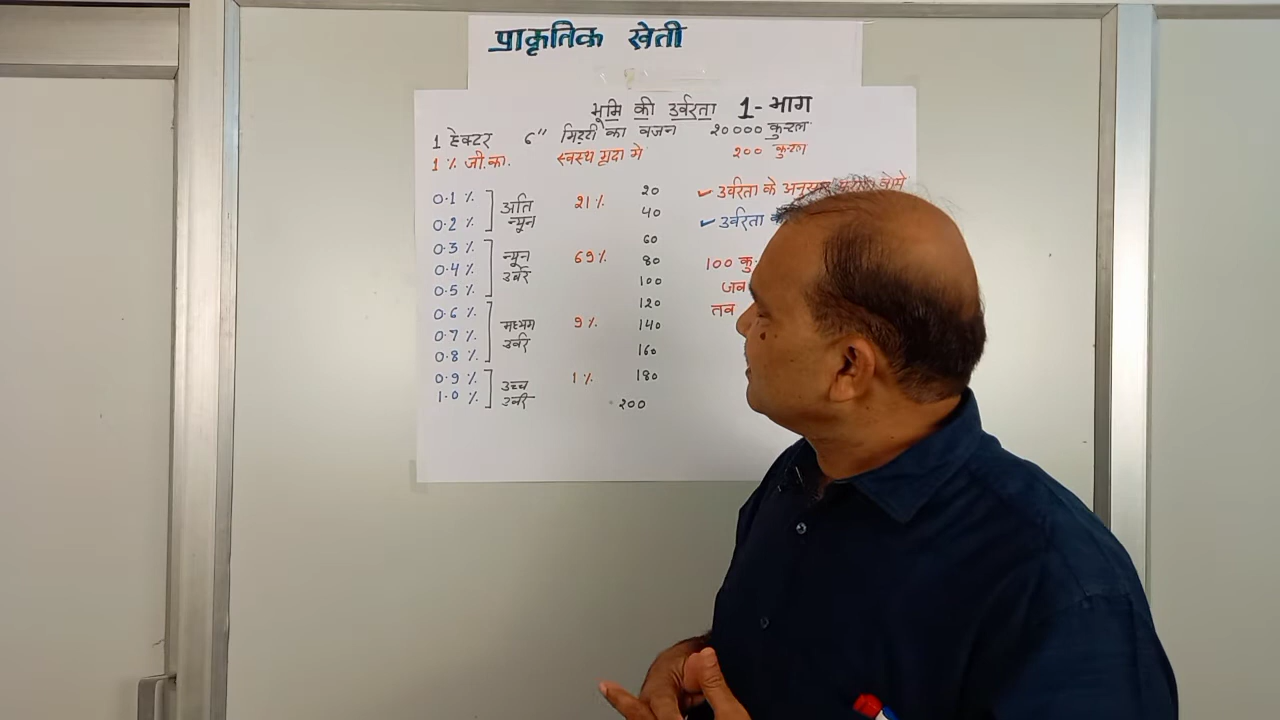 प्राकृतिक खेती
भूमि की उर्वरता 1- भाग
1 हेक्टर 6" मिट्टी का वजन 20000 कुन्टल
1 % जी.का. स्वस्थ मृदा मे 200 कुन्टल
0.1 % 20
अति 21 % ✓ उर्वरता के अनुसार
0.2 % न्यून 40 ✓ उर्वरता
0.3 % 60
0.4 % न्यून उर्वर 69 % 80 100 कु.
0.5 % 100 जब
0.6 % 120 तब
0.7 % मध्यम उर्वर 9 % 140
0.8 % 160
0.9 % उच्च 1 % 180
1.0 % उर्वर 200